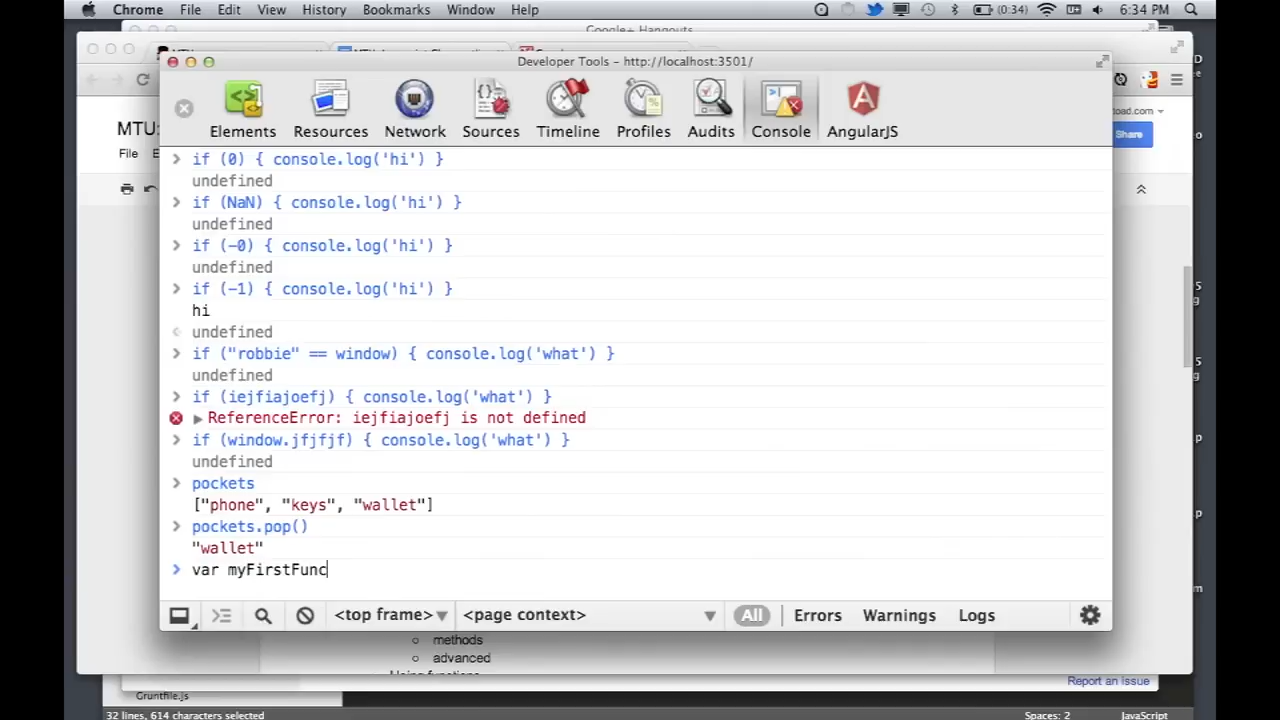 Chrome File Edit View History Bookmarks Window Help (0:34) 6:34 PM
Google+ Hangouts
Developer Tools - http://localhost:3501/
Elements Resources Network Sources Timeline Profiles Audits Console AngularJS
MTU:
Share
File
if (0) { console.log('hi') }
undefined
if (NaN) { console.log('hi') }
undefined
if (-0) { console.log('hi') }
undefined
if (-1) { console.log('hi') }
hi
undefined
if ("robbie" == window) { console.log('what') }
undefined
if (iejfiajoefj) { console.log('what') }
ReferenceError: iejfiajoefj is not defined
if (window.jfjfjf) { console.log('what') }
undefined
pockets
["phone", "keys", "wallet"]
pockets.pop()
"wallet"
var myFirstFunc
<top frame> <page context> All Errors Warnings Logs
methods
advanced
Report an issue
Gruntfile.js
32 lines, 614 characters selected Spaces: 2 JavaScript